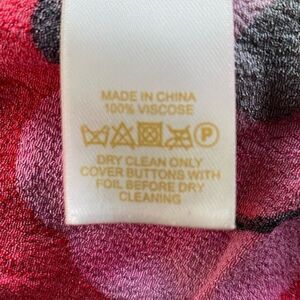 MADE IN CHINA
100% VISCOSE
P
DRY CLEAN ONLY
COVER BUTTONS WITH
FOIL BEFORE DRY
CLEANING